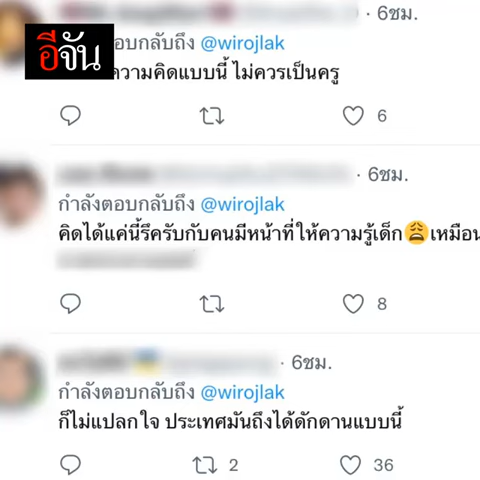 · 6ชม.
อีจัน
อบกลับถึง @wirojlak
ความคิดแบบนี้ ไม่ควรเป็นครู
6
· 6ชม.
กำลังตอบกลับถึง @wirojlak
คิดได้แค่นี้รึครับกับคนมีหน้าที่ให้ความรู้เด็ก😩เหมือน
8
· 6ชม.
กำลังตอบกลับถึง @wirojlak
ก็ไม่แปลกใจ ประเทศมันถึงได้ดักดานแบบนี้
2 36